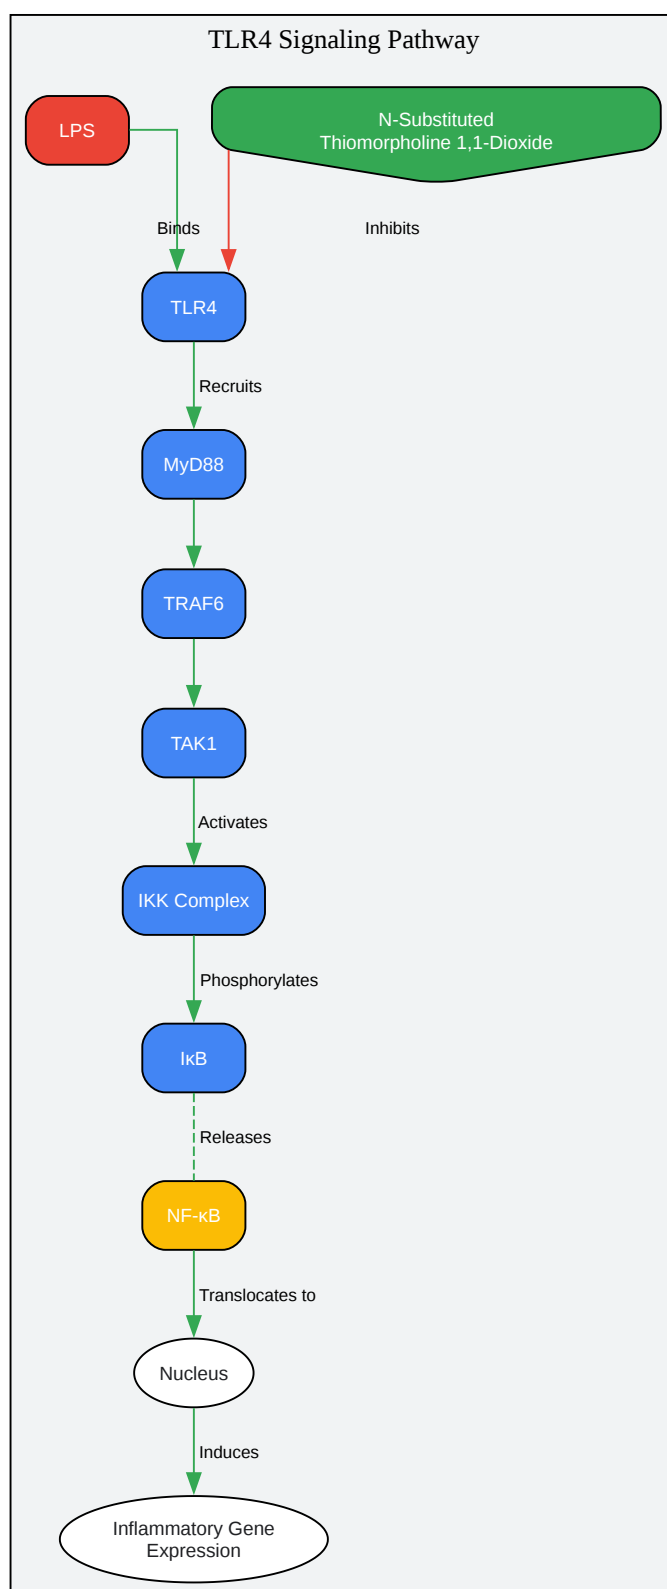 TLR4 Signaling Pathway
LPS
N-Substituted
Thiomorpholine 1,1-Dioxide
Binds
Inhibits
TLR4
Recruits
MyD88
TRAF6
TAK1
Activates
IKK Complex
Phosphorylates
IκB
Releases
NF-κB
Translocates to
Nucleus
Induces
Inflammatory Gene
Expression